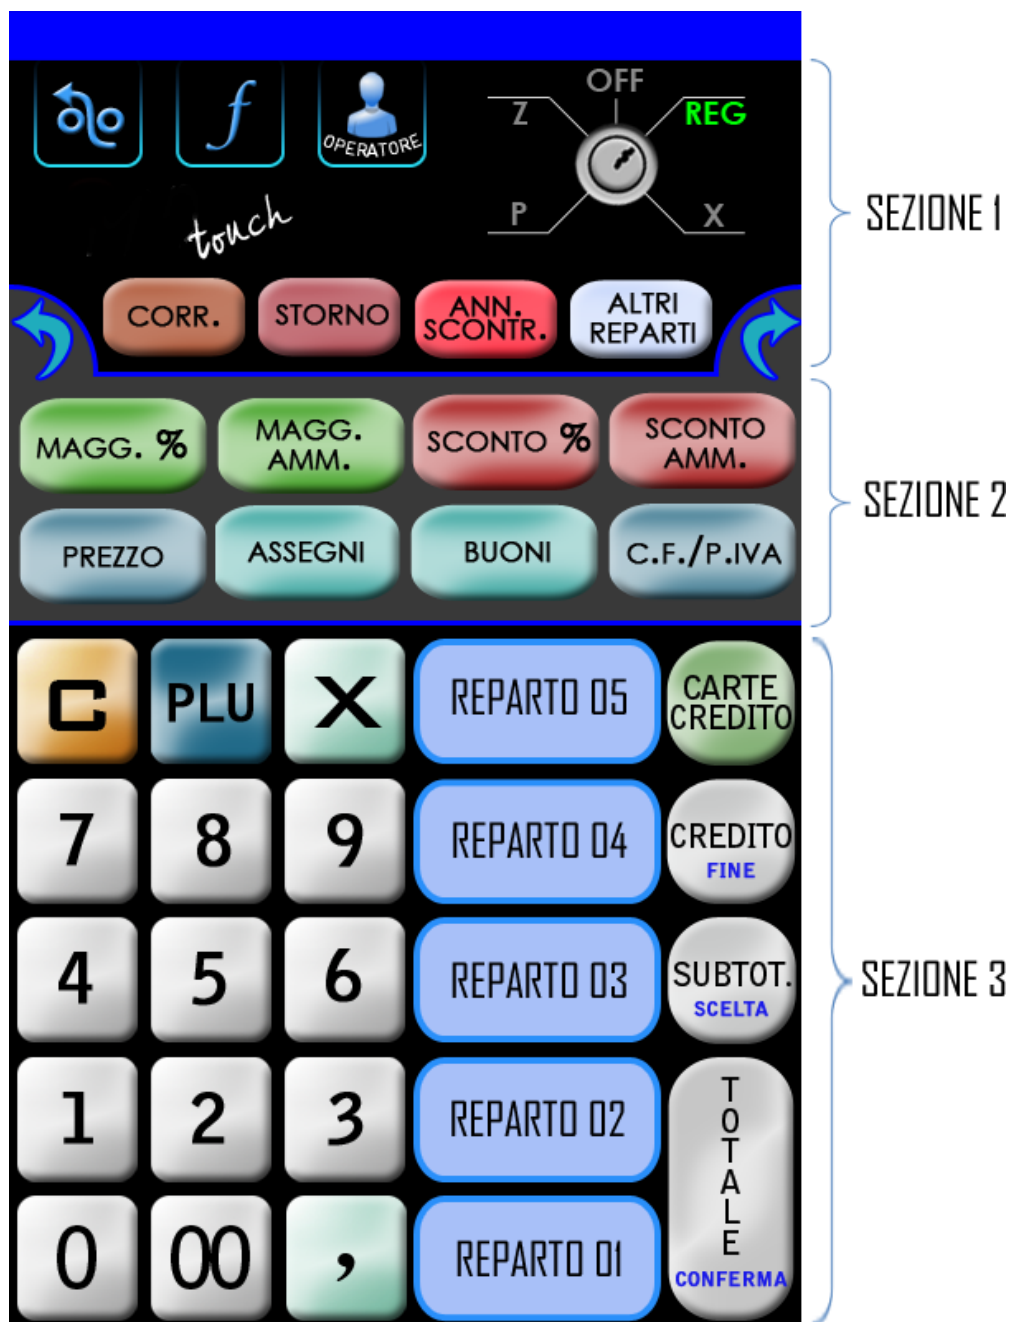 OFF
Z
REG
OPERATORE
P
X
touch
SEZIONE 1
CORR.
STORNO
ANN.
SCONTR.
ALTRI
REPARTI
MAGG. %
MAGG.
AMM.
SCONTO %
SCONTO
AMM.
SEZIONE 2
PREZZO
ASSEGNI
BUONI
C.F./P.IVA
C
PLU
X
REPARTO 05
CARTE
CREDITO
7
8
9
REPARTO 04
CREDITO
FINE
4
5
6
REPARTO 03
SUBTOT.
SCELTA
SEZIONE 3
1
2
3
REPARTO 02
TOTALE
CONFERMA
0
00
,
REPARTO 01